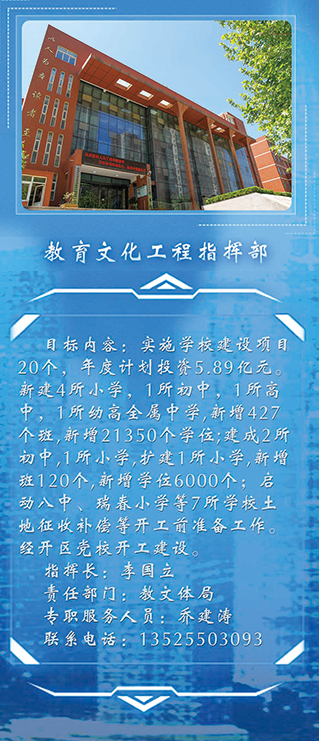 教育文化工程指挥部
目标内容：实施学校建设项目
20个，年度计划投资5.89亿元。
新建4所小学，1所初中，1所高
中，1所幼高金属中学,新增427
个班,新增21350个学位;建成2所
初中,1所小学,扩建1所小学,新增
班120个,新增学位6000个；启
动八中、瑞春小学等7所学校土
地征收补偿等开工前准备工作。
经开区党校开工建设。
指挥长：李国立
责任部门：教文体局
专职服务人员：乔建涛
联系电话：13525503093